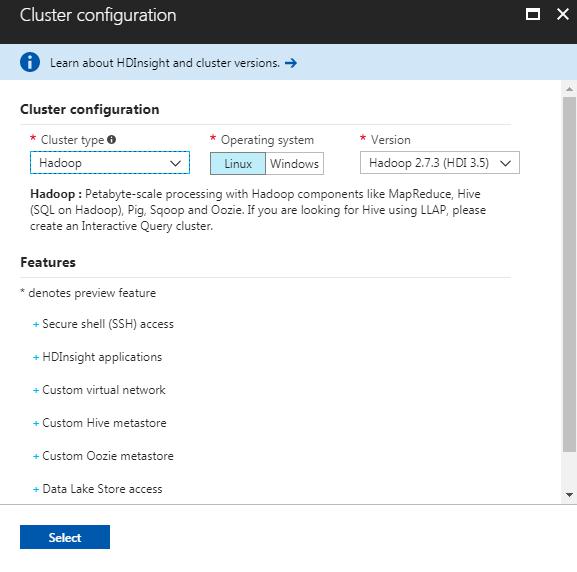 Cluster configuration
Learn about HDInsight and cluster versions. →
Cluster configuration
* Cluster type * Operating system * Version
Hadoop Linux Windows Hadoop 2.7.3 (HDI 3.5)
Hadoop : Petabyte-scale processing with Hadoop components like MapReduce, Hive
(SQL on Hadoop), Pig, Sqoop and Oozie. If you are looking for Hive using LLAP, please
create an Interactive Query cluster.
Features
* denotes preview feature
+ Secure shell (SSH) access
+ HDInsight applications
+ Custom virtual network
+ Custom Hive metastore
+ Custom Oozie metastore
+ Data Lake Store access
Select